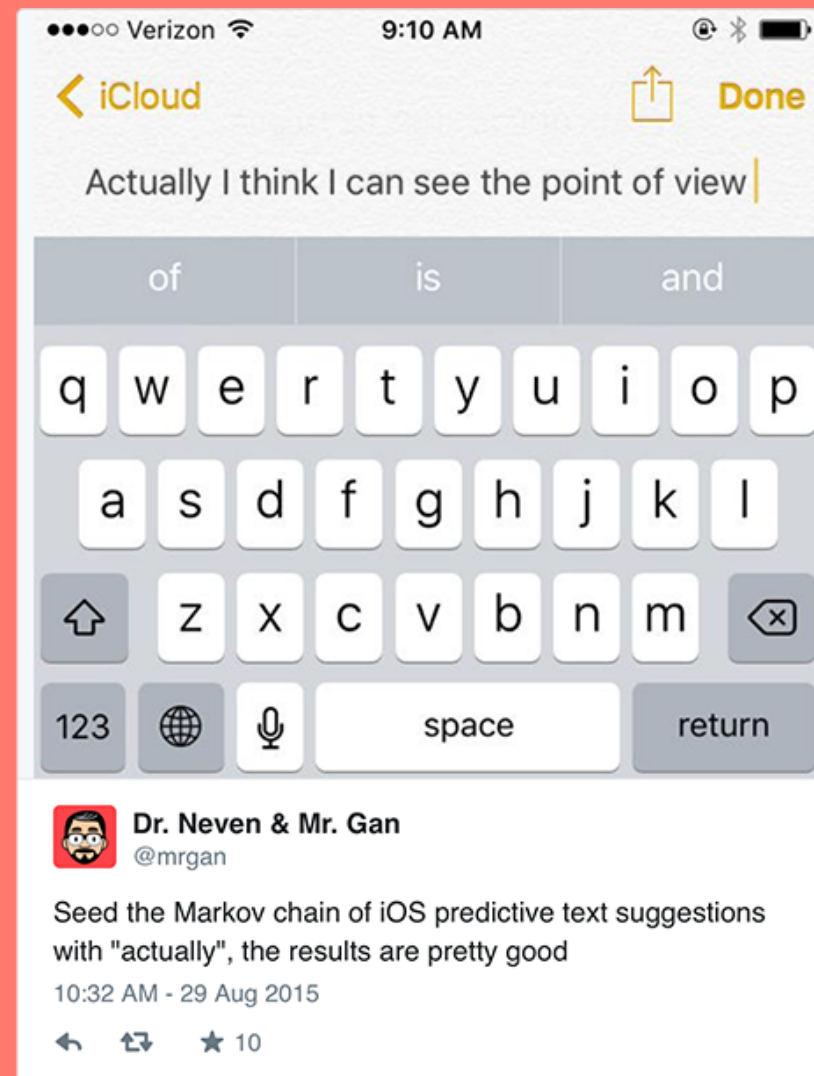 Verizon 9:10 AM
iCloud Done
Actually I think I can see the point of view
of is and
q w e r t y u i o p
a s d f g h j k l
z x c v b n m
123 space return
Dr. Neven & Mr. Gan
@mrgan
Seed the Markov chain of iOS predictive text suggestions
with "actually", the results are pretty good
10:32 AM - 29 Aug 2015
10